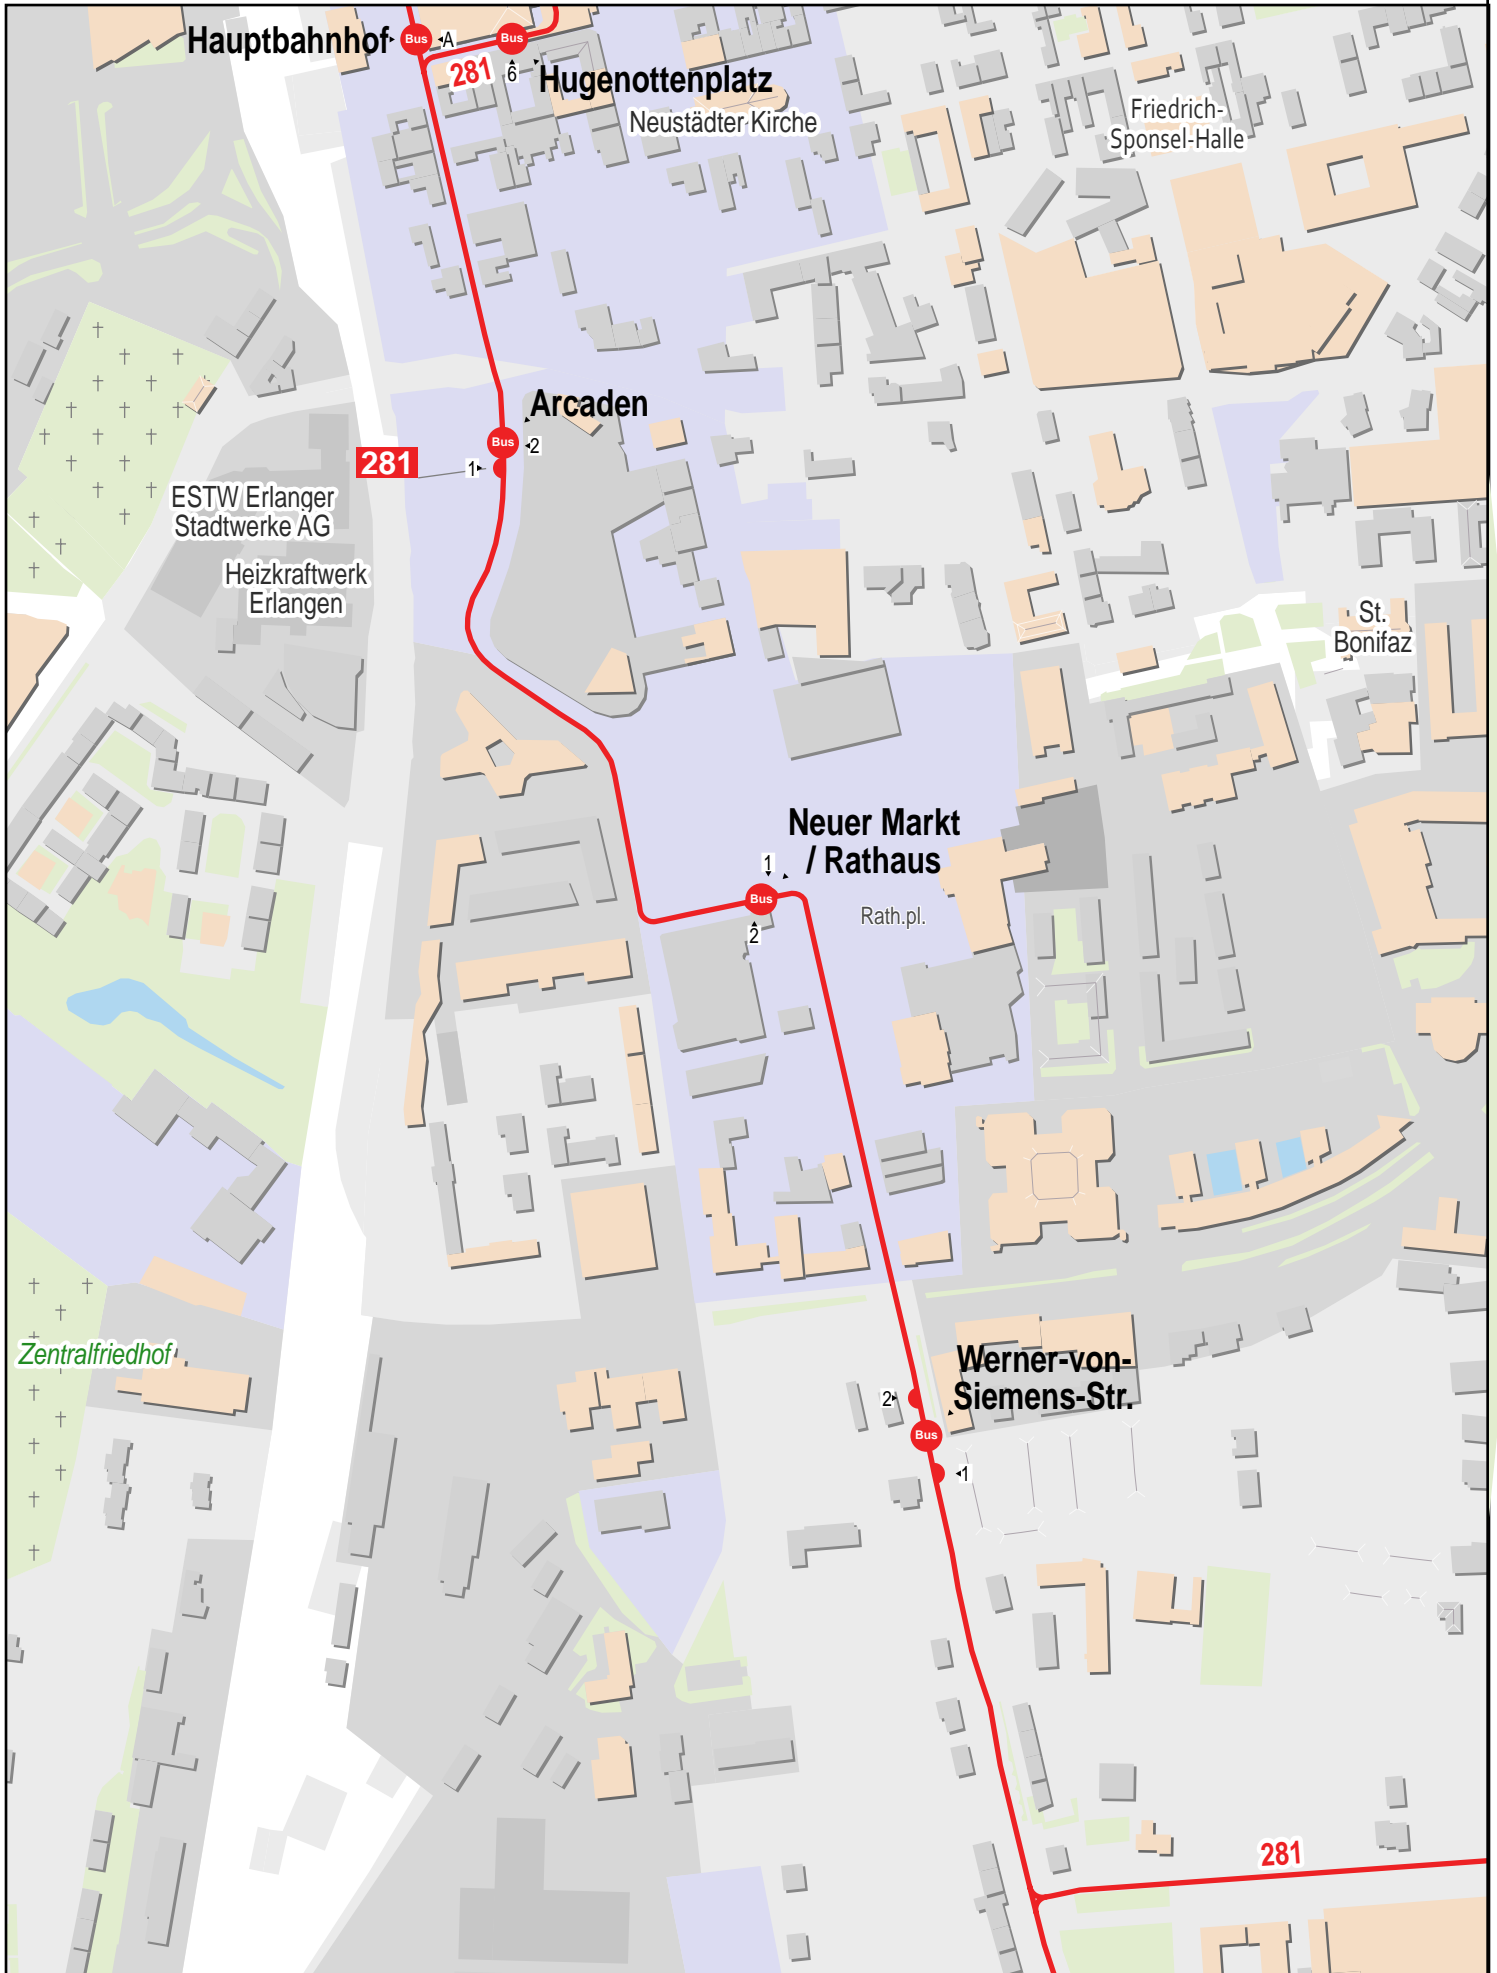 Hauptbahnhof
Bus
A
Bus
281
6
Hugenottenplatz
Neustädter Kirche
Friedrich-
Sponsel-Halle
Arcaden
Bus
2
281
1
ESTW Erlanger
Stadtwerke AG
Heizkraftwerk
Erlangen
St.
Bonifaz
Neuer Markt
/ Rathaus
1
Bus
2
Rath.pl.
Zentralfriedhof
Werner-von-
Siemens-Str.
2
Bus
1
281